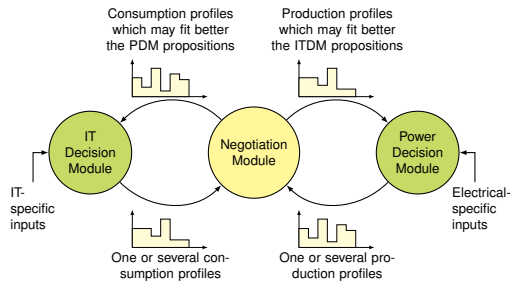 Consumption profiles
which may fit better
the PDM propositions
Production profiles
which may fit better
the ITDM propositions
IT
Decision
Module
Negotiation
Module
Power
Decision
Module
IT-
specific
inputs
Electrical-
specific
inputs
One or several con-
sumption profiles
One or several pro-
duction profiles